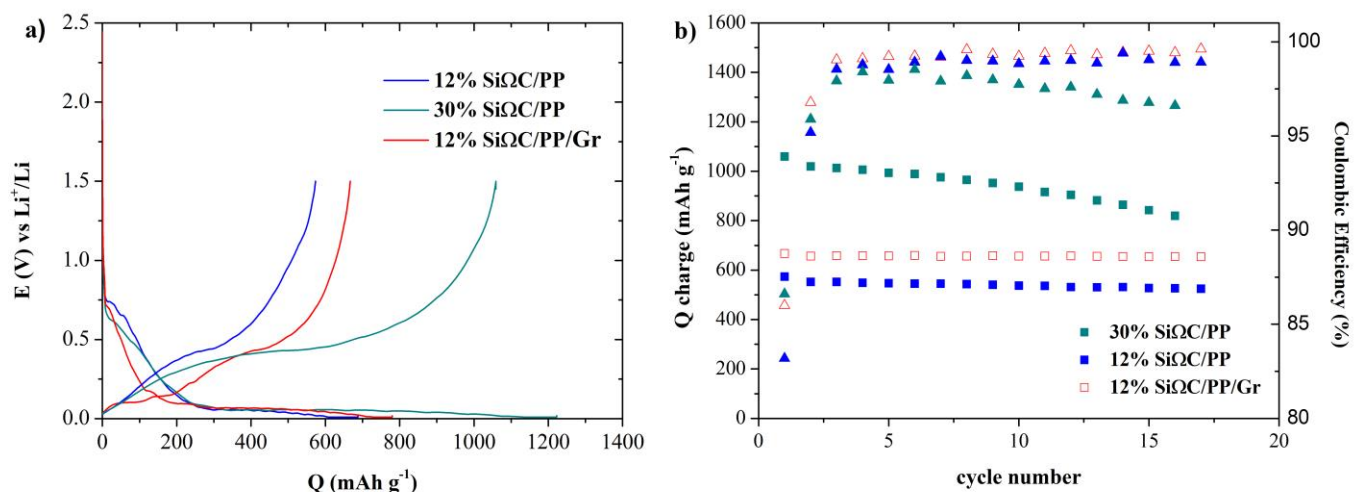 a)
2.5
2.0
1.5
1.0
0.5
0.0
E (V) vs Li⁺/Li
12% SiΩC/PP
30% SiΩC/PP
12% SiΩC/PP/Gr
0 200 400 600 800 1000 1200 1400
Q (mAh g⁻¹)
b)
1600
1400
1200
1000
800
600
400
200
0
Q charge (mAh g⁻¹)
100
95
90
85
80
Coulombic Efficiency (%)
30% SiΩC/PP
12% SiΩC/PP
12% SiΩC/PP/Gr
0 5 10 15 20
cycle number